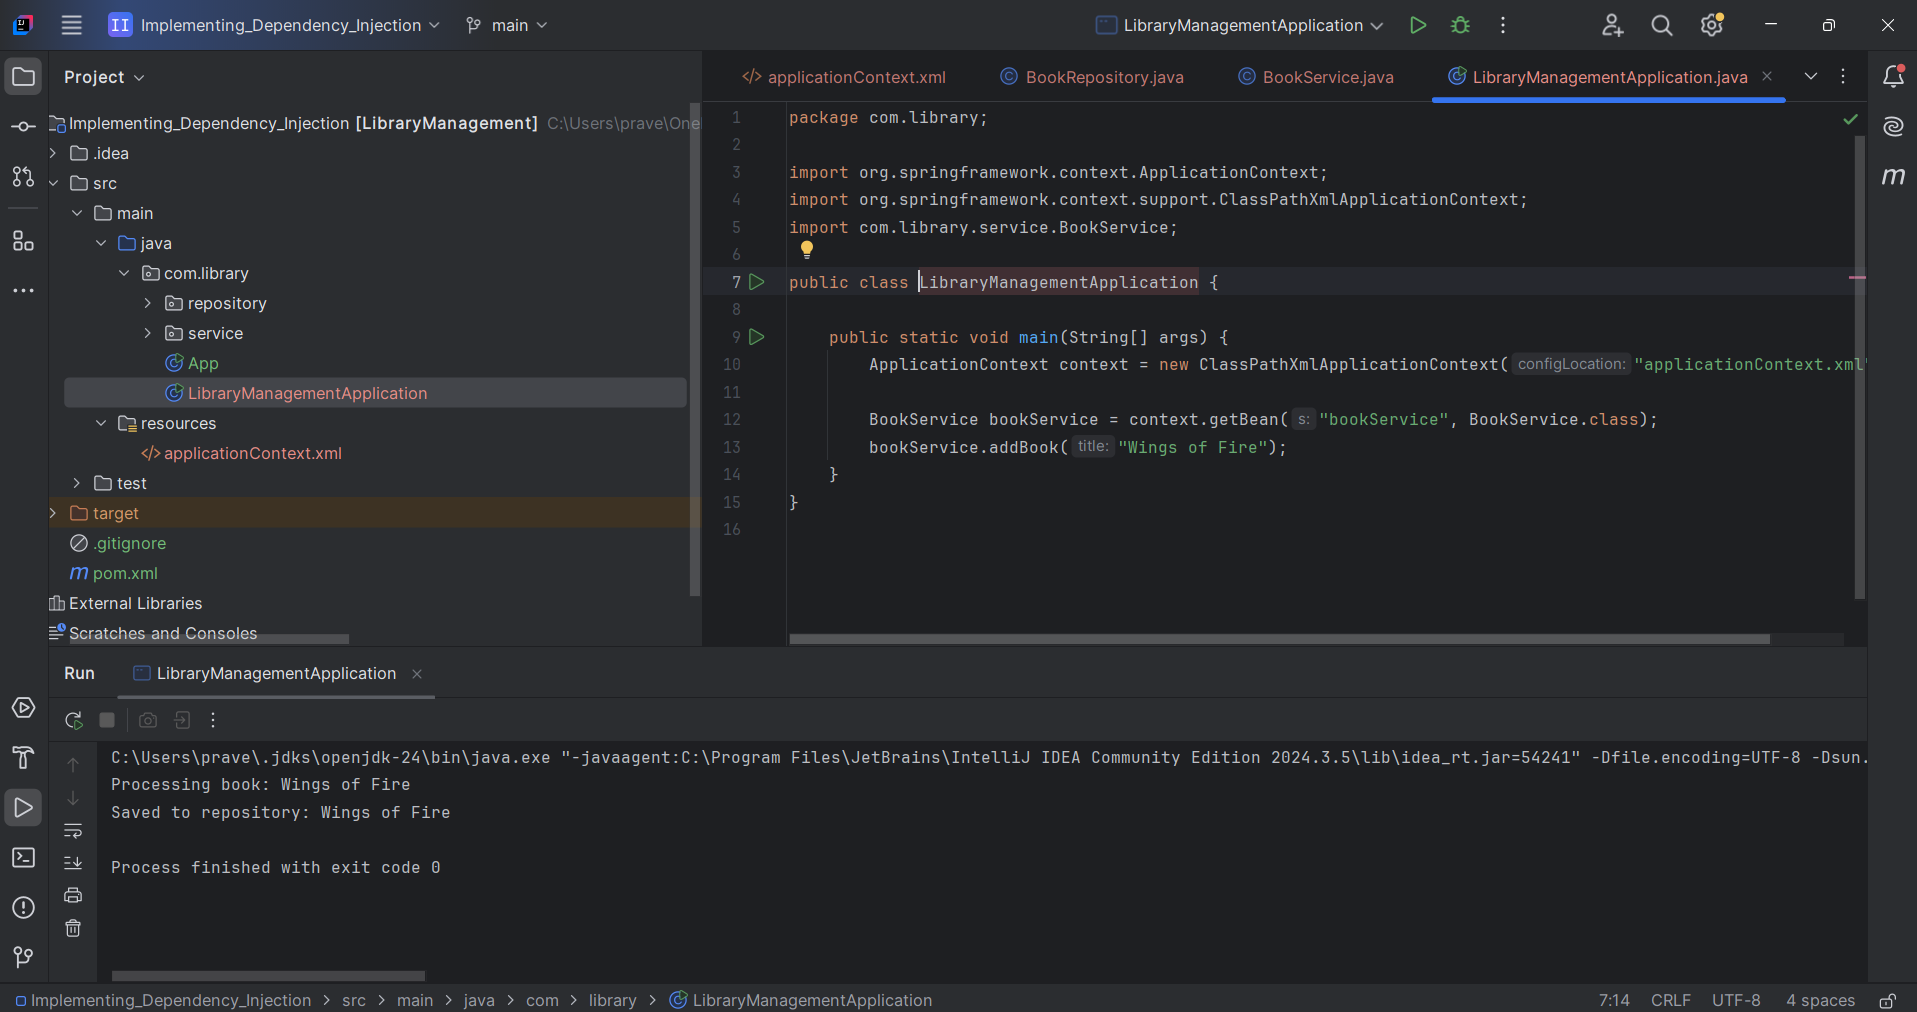 II Implementing_Dependency_Injection main LibraryManagementApplication
Project
applicationContext.xml BookRepository.java BookService.java LibraryManagementApplication.java
Implementing_Dependency_Injection [LibraryManagement] C:\Users\prave\One
.idea
src
main
java
com.library
repository
service
App
LibraryManagementApplication
resources
applicationContext.xml
test
target
.gitignore
m pom.xml
External Libraries
Scratches and Consoles
1 package com.library;
2
3 import org.springframework.context.ApplicationContext;
4 import org.springframework.context.support.ClassPathXmlApplicationContext;
5 import com.library.service.BookService;
6
7 public class LibraryManagementApplication {
8
9 public static void main(String[] args) {
10 ApplicationContext context = new ClassPathXmlApplicationContext( configLocation: "applicationContext.xml"
11
12 BookService bookService = context.getBean( s: "bookService", BookService.class);
13 bookService.addBook( title: "Wings of Fire");
14 }
15 }
16
m
Run LibraryManagementApplication
C:\Users\prave\.jdks\openjdk-24\bin\java.exe "-javaagent:C:\Program Files\JetBrains\IntelliJ IDEA Community Edition 2024.3.5\lib\idea_rt.jar=54241" -Dfile.encoding=UTF-8 -Dsun.
Processing book: Wings of Fire
Saved to repository: Wings of Fire
Process finished with exit code 0
Implementing_Dependency_Injection > src > main > java > com > library > LibraryManagementApplication 7:14 CRLF UTF-8 4 spaces